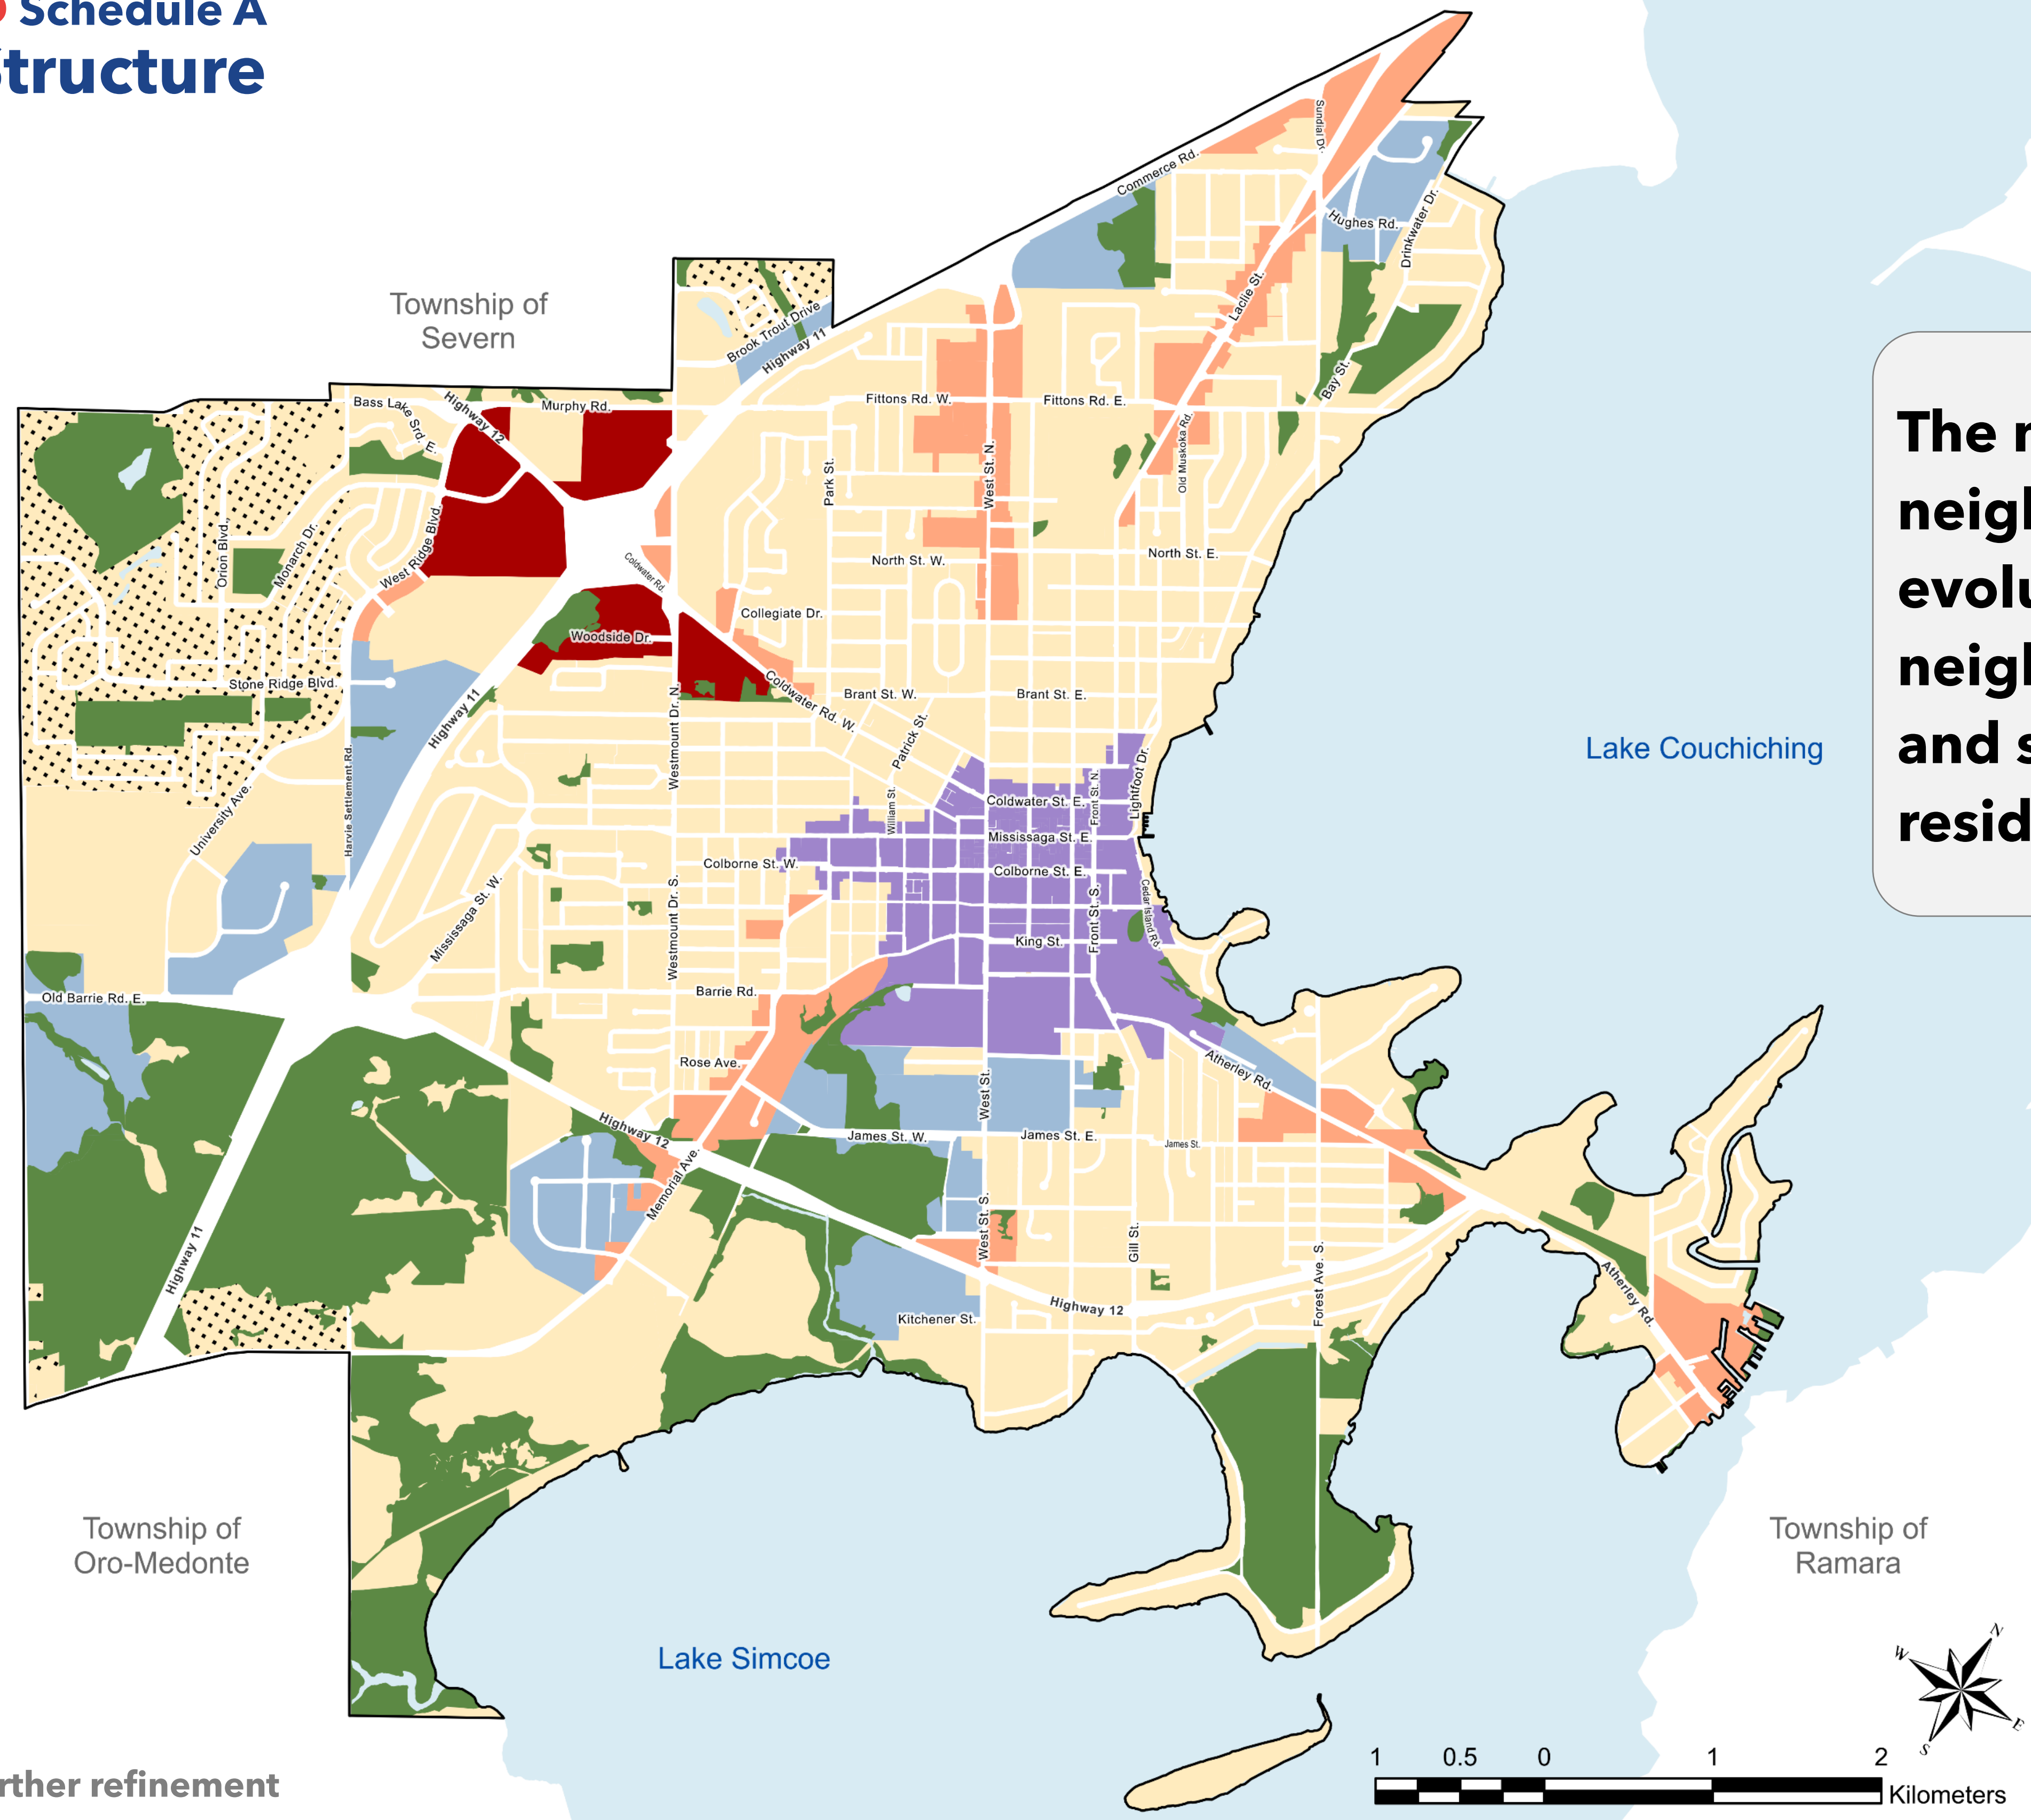 Schedule A
Structure
Township of
Severn
Commerce Rd.
Sundial Dr.
Hughes Rd.
Drinkwater Dr.
Laclie St.
Bay St.
Brook Trout Drive
Highway 11
Bass Lake Srd. E.
Highway 12
Murphy Rd.
Fittons Rd. W.
Fittons Rd. E.
Park St.
West St. N.
Old Muskoka Rd.
Orion Blvd.,
Monarch Dr.
West Ridge Blvd.
Coldwater Rd.
North St. W.
North St. E.
Collegiate Dr.
Woodside Dr.
Stone Ridge Blvd.
Highway 11
Westmount Dr. N.
Coldwater Rd. W.
Brant St. W.
Brant St. E.
Patrick St.
Lake Couchiching
The
neigh
evolu
neigh
and s
resid
University Ave.
Harvie Settlement Rd.
William St.
Coldwater St. E.
Front St. N.
Lightfoot Dr.
Mississaga St. E.
Colborne St. W.
Colborne St. E.
Mississaga St. W.
Westmount Dr. S.
Front St. S.
Cedar Island Rd.
King St.
Old Barrie Rd. E.
Barrie Rd.
Rose Ave.
Atherley Rd.
West St.
Highway 12
James St. W.
James St. E.
James St.
Memorial Ave.
West St. S.
Gill St.
Forest Ave. S.
Highway 11
Highway 12
Kitchener St.
Atherley Rd.
Township of
Oro-Medonte
Township of
Ramara
Lake Simcoe
N
W
E
S
1 0.5 0 1 2
Kilometers
rther refinement